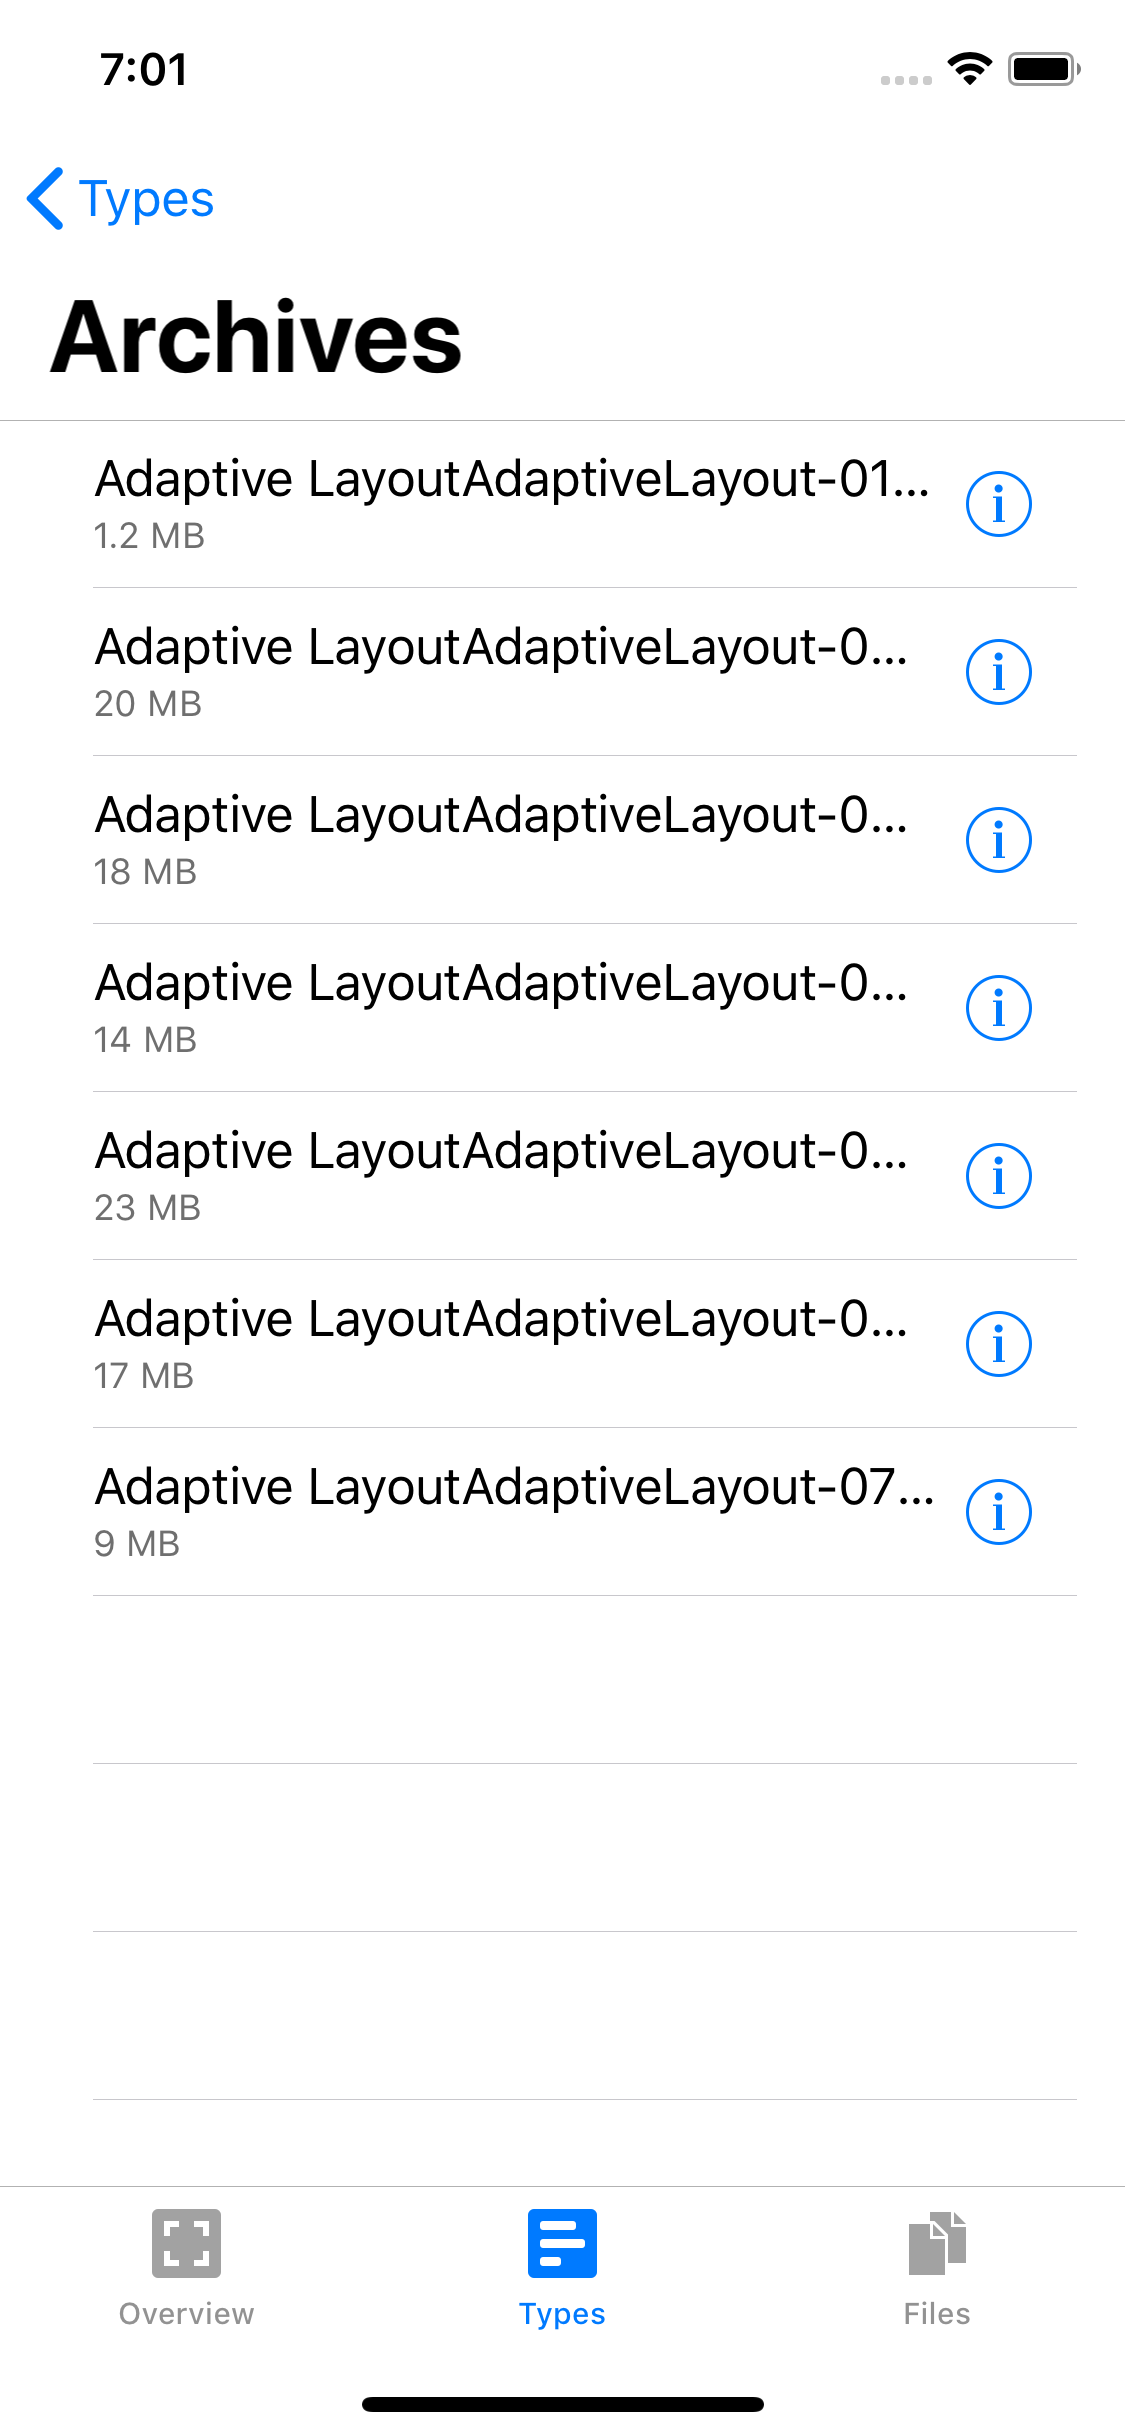 7:01
Types
Archives
Adaptive LayoutAdaptiveLayout-01...
1.2 MB
Adaptive LayoutAdaptiveLayout-0...
20 MB
Adaptive LayoutAdaptiveLayout-0...
18 MB
Adaptive LayoutAdaptiveLayout-0...
14 MB
Adaptive LayoutAdaptiveLayout-0...
23 MB
Adaptive LayoutAdaptiveLayout-0...
17 MB
Adaptive LayoutAdaptiveLayout-07...
9 MB
Overview Types Files